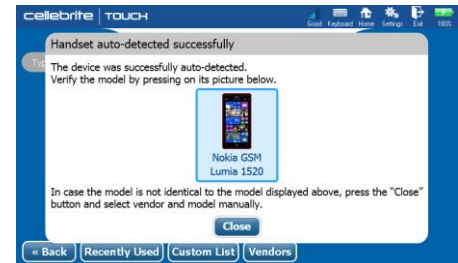 cellebrite TOUCH
Good Keyboard Home Settings Exit 100%
Handset auto-detected successfully
Typ
The device was successfully auto-detected.
Verify the model by pressing on its picture below.
Nokia GSM
Lumia 1520
In case the model is not identical to the model displayed above, press the "Close"
button and select vendor and model manually.
Close
« Back Recently Used Custom List Vendors